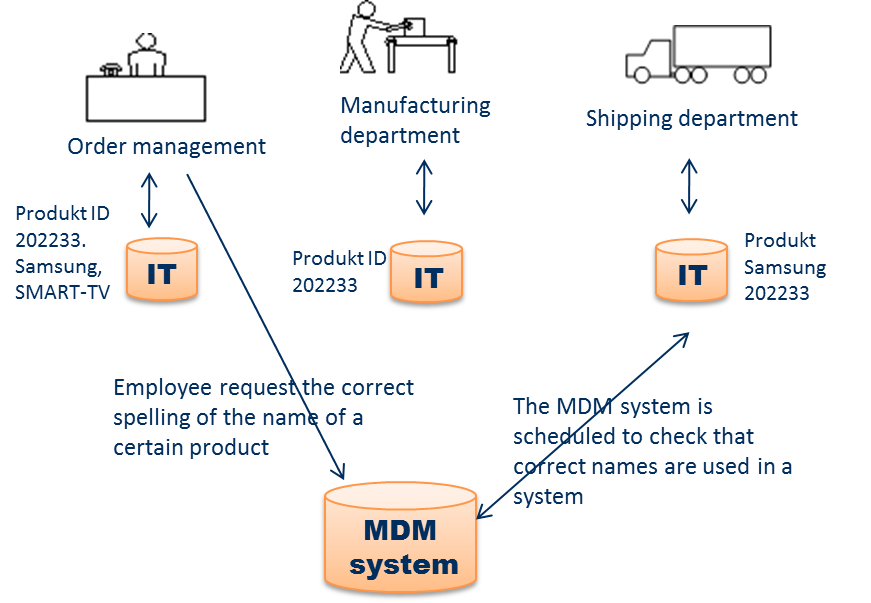 Order management
Manufacturing
department
Shipping department
Produkt ID
202233.
Samsung,
SMART-TV
IT
Produkt ID
202233
IT
IT
Produkt
Samsung
202233
Employee request the correct
spelling of the name of a
certain product
The MDM system is
scheduled to check that
correct names are used in a
system
MDM
system